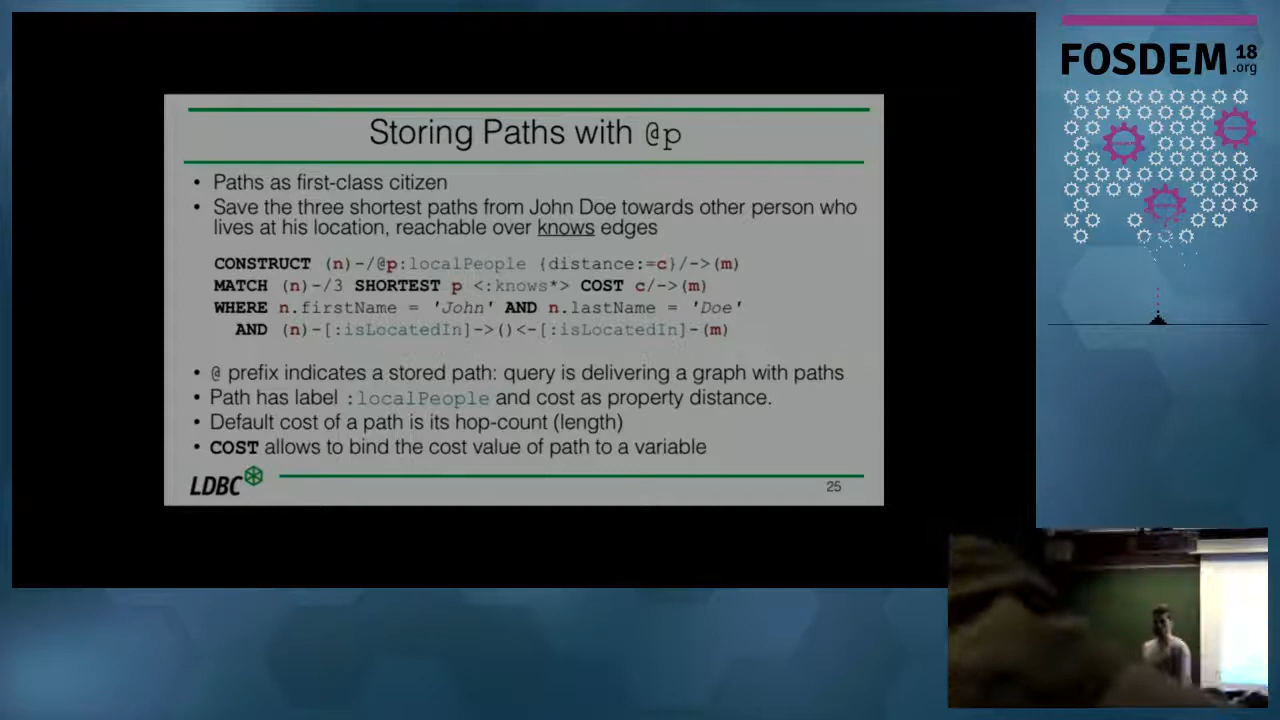 Storing Paths with @p
• Paths as first-class citizen
• Save the three shortest paths from John Doe towards other person who
lives at his location, reachable over knows edges
CONSTRUCT (n)-/@p:localPeople {distance:=c}/->(m)
MATCH (n)-/3 SHORTEST p <:knows*> COST c/->(m)
WHERE n.firstName = 'John' AND n.lastName = 'Doe'
AND (n)-[:isLocatedIn]->()<-[:isLocatedIn]-(m)
• @ prefix indicates a stored path: query is delivering a graph with paths
• Path has label :localPeople and cost as property distance.
• Default cost of a path is its hop-count (length)
• COST allows to bind the cost value of path to a variable
LDBC
25
FOSDEM 18
.org